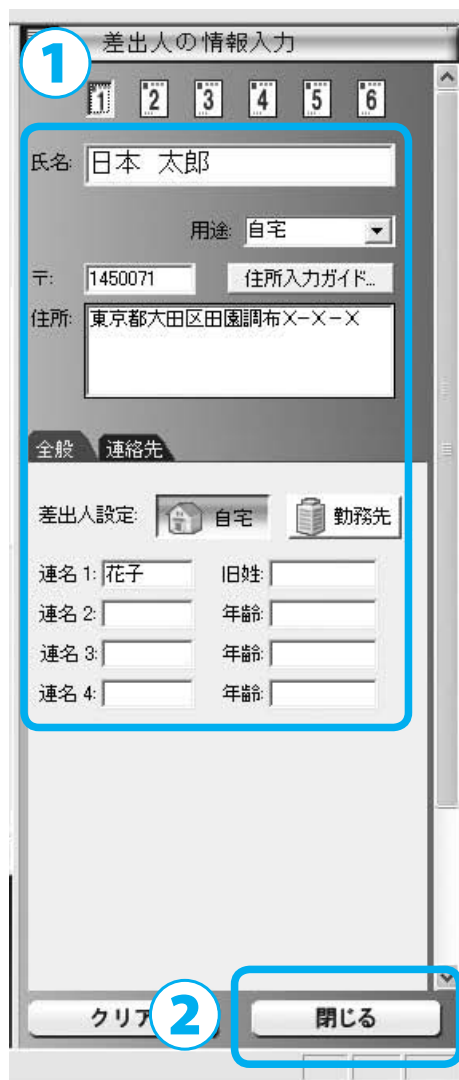 差出人の情報入力
1
1 2 3 4 5 6
氏名: 日本 太郎
用途: 自宅
〒: 1450071 住所入力ガイド...
住所: 東京都大田区田園調布X-X-X
全般 連絡先
差出人設定: 自宅 勤務先
連名 1: 花子 旧姓:
連名 2: 年齢:
連名 3: 年齢:
連名 4: 年齢:
クリア 2 閉じる